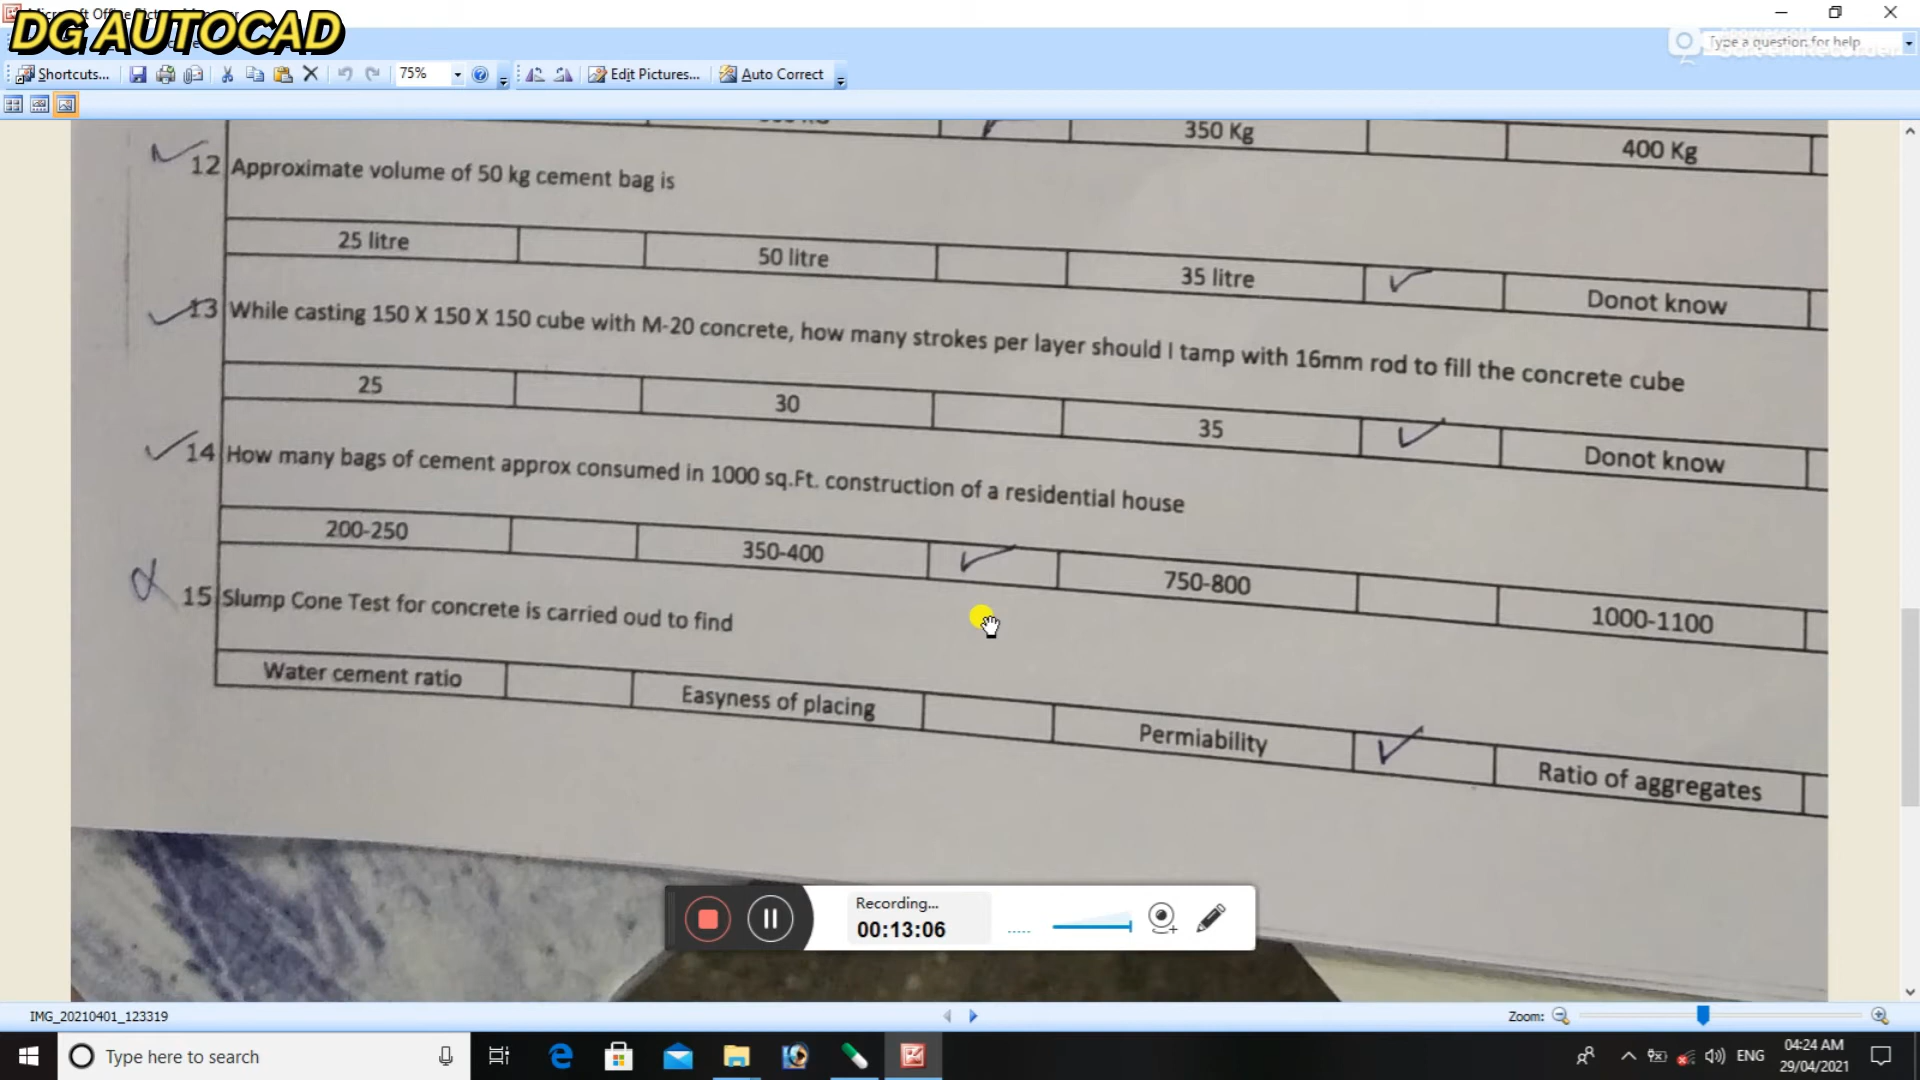 Microsoft Office Picture Manager
DG AUTOCAD
Type a question for help
Shortcuts...
75%
Edit Pictures...
Auto Correct
350 Kg
400 Kg
12 Approximate volume of 50 kg cement bag is
25 litre 50 litre 35 litre Donot know
13 While casting 150 X 150 X 150 cube with M-20 concrete, how many strokes per layer should I tamp with 16mm rod to fill the concrete cube
25 30 35 Donot know
14 How many bags of cement approx consumed in 1000 sq.Ft. construction of a residential house
200-250 350-400 750-800 1000-1100
15 Slump Cone Test for concrete is carried oud to find
Water cement ratio Easyness of placing Permiability Ratio of aggregates
Recording...
00:13:06
IMG_20210401_123319
Zoom:
Type here to search
ENG
04:24 AM
29/04/2021